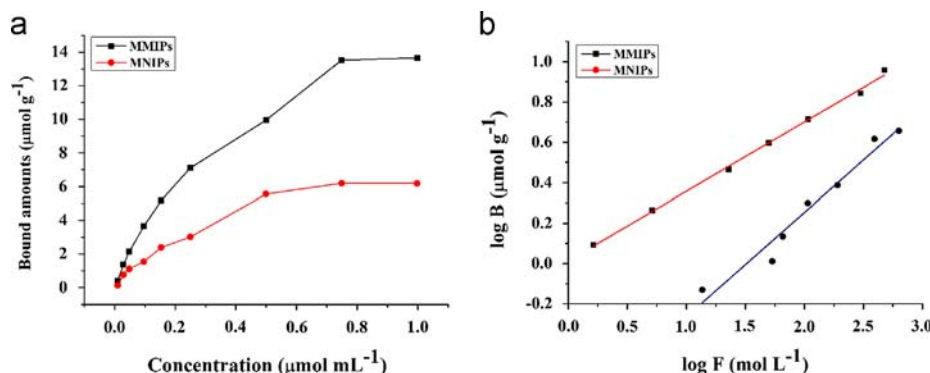 a
MMIPs
MNIPs
14
12
10
8
6
4
2
0
0.0 0.2 0.4 0.6 0.8 1.0
Bound amounts (μmol g⁻¹)
Concentration (μmol mL⁻¹)
b
MMIPs
MNIPs
1.0
0.8
0.6
0.4
0.2
0.0
-0.2
0.0 0.5 1.0 1.5 2.0 2.5 3.0
log B (μmol g⁻¹)
log F (mol L⁻¹)